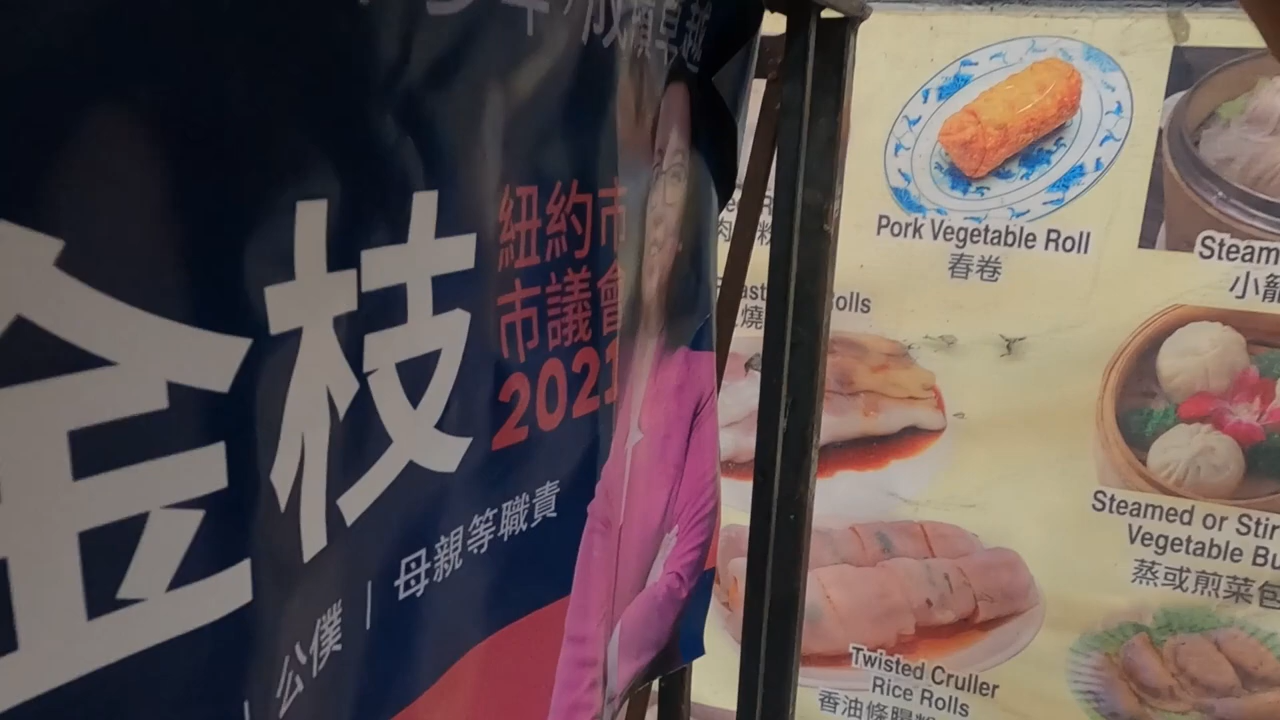 金枝
紐約市
市議會
2021
公僕 | 母親等職責
Pork Vegetable Roll
春卷
Steam
小籠
olls
燒
Steamed or Stir
Vegetable Bu
蒸或煎菜包
Twisted Cruller
Rice Rolls
香油條腸粉